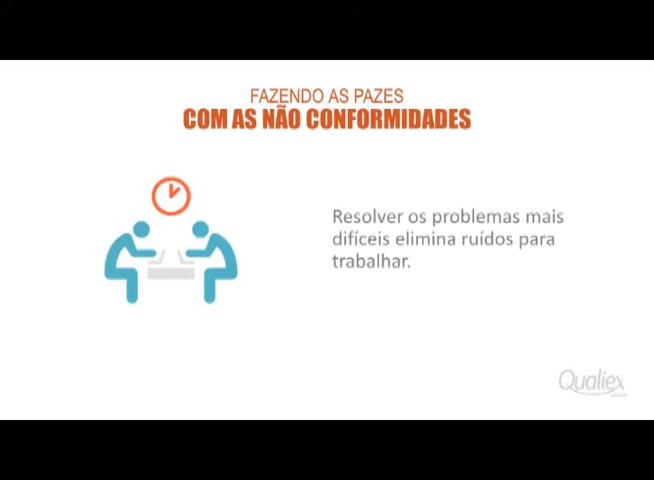 FAZENDO AS PAZES
COM AS NÃO CONFORMIDADES
Resolver os problemas mais
difíceis elimina ruídos para
trabalhar.
Qualiex